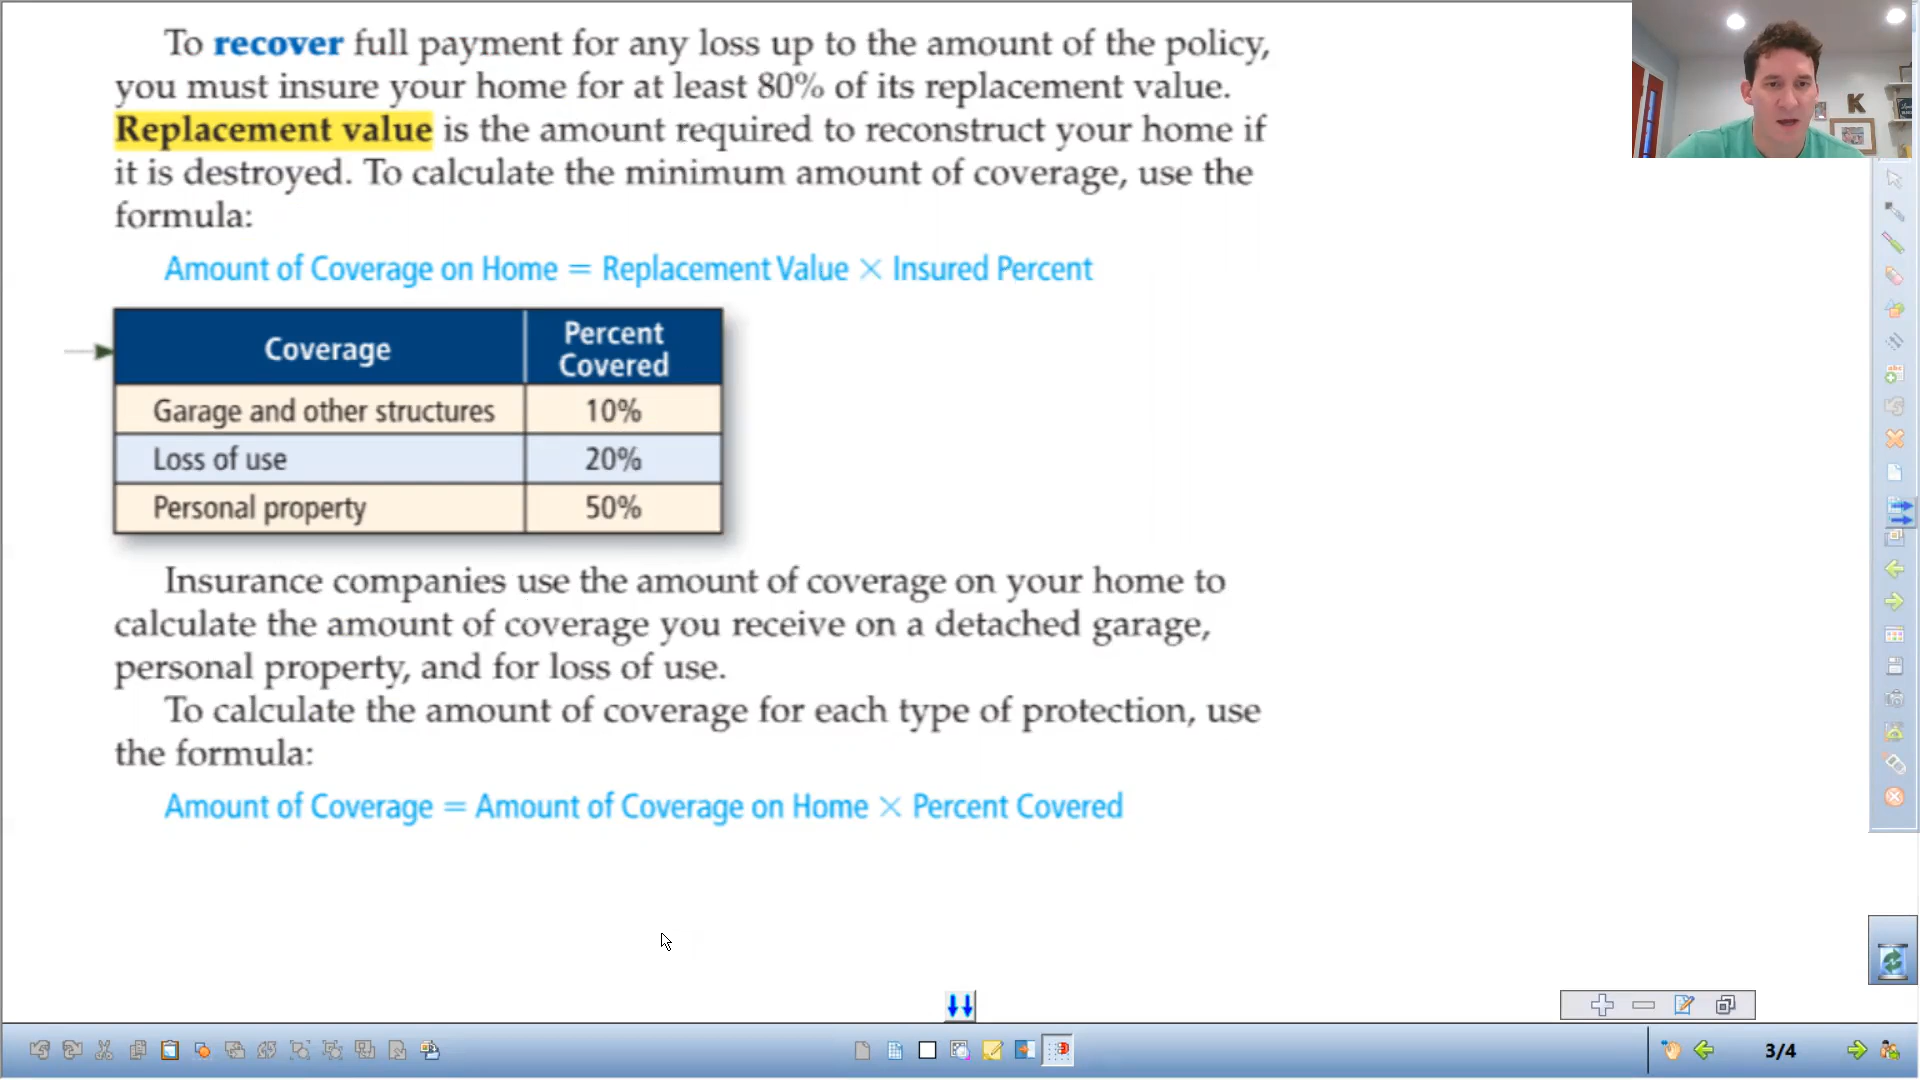 To recover full payment for any loss up to the amount of the policy,
you must insure your home for at least 80% of its replacement value.
Replacement value is the amount required to reconstruct your home if
it is destroyed. To calculate the minimum amount of coverage, use the
formula:
Amount of Coverage on Home = Replacement Value × Insured Percent
Coverage
Percent
Covered
Garage and other structures 10%
Loss of use 20%
Personal property 50%
Insurance companies use the amount of coverage on your home to
calculate the amount of coverage you receive on a detached garage,
personal property, and for loss of use.
To calculate the amount of coverage for each type of protection, use
the formula:
Amount of Coverage = Amount of Coverage on Home × Percent Covered
K
3/4